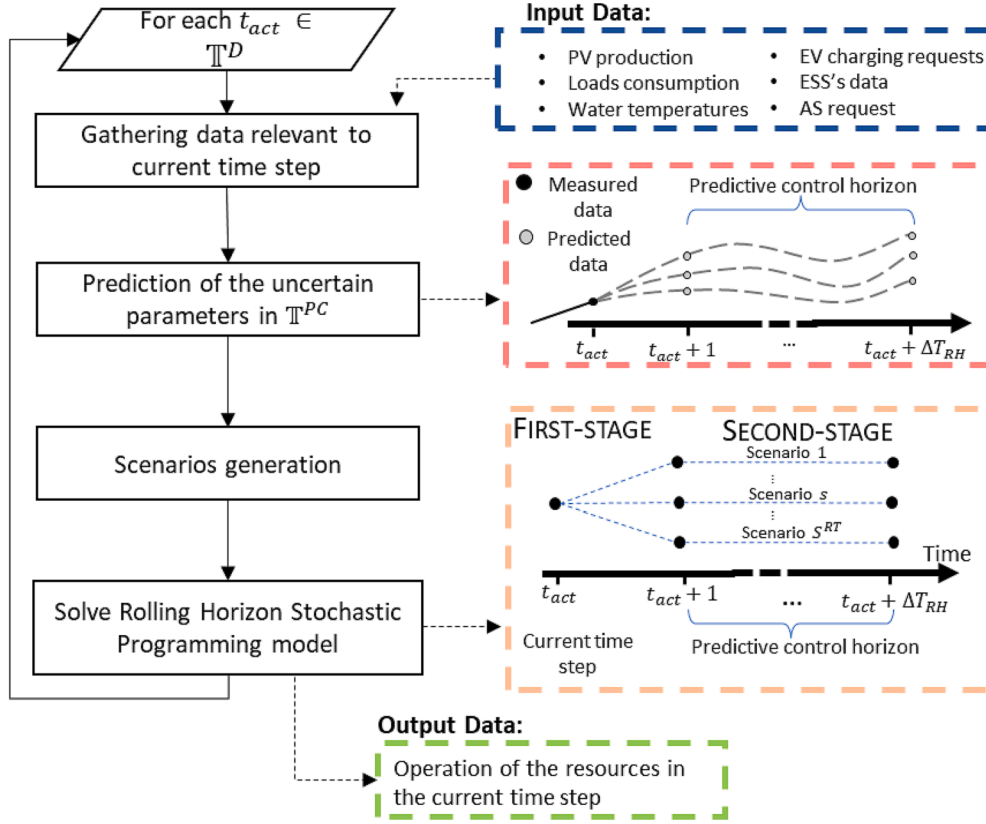 For each t_act ∈
𝕋^D
Gathering data relevant to
current time step
Prediction of the uncertain
parameters in 𝕋^PC
Scenarios generation
Solve Rolling Horizon Stochastic
Programming model
Input Data:
• PV production
• Loads consumption
• Water temperatures
• EV charging requests
• ESS's data
• AS request
Measured
data
Predicted
data
Predictive control horizon
t_act
t_act + 1
...
t_act + ΔT_RH
FIRST-STAGE
SECOND-STAGE
Scenario 1
⋮
Scenario s
⋮
Scenario S^RT
Time
t_act
t_act + 1
...
t_act + ΔT_RH
Current time
step
Predictive control horizon
Output Data:
Operation of the resources in
the current time step